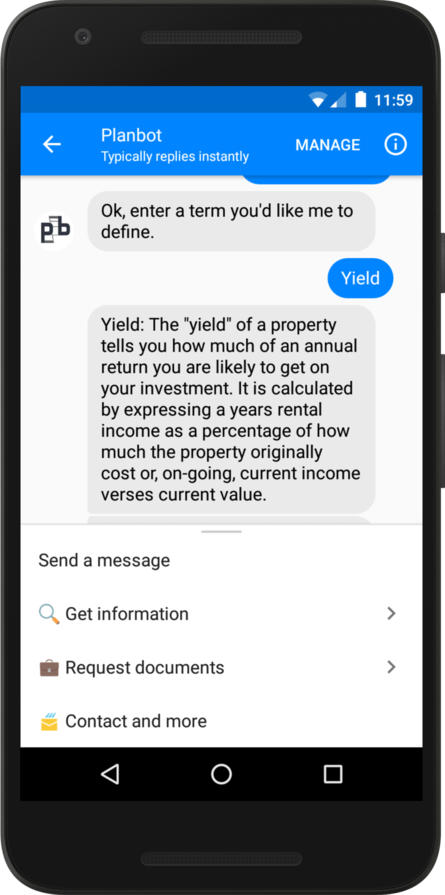 11:59
Planbot
Typically replies instantly
MANAGE
pb
Ok, enter a term you'd like me to
define.
Yield
Yield: The "yield" of a property
tells you how much of an annual
return you are likely to get on
your investment. It is calculated
by expressing a years rental
income as a percentage of how
much the property originally
cost or, on-going, current income
verses current value.
Send a message
Get information
Request documents
Contact and more